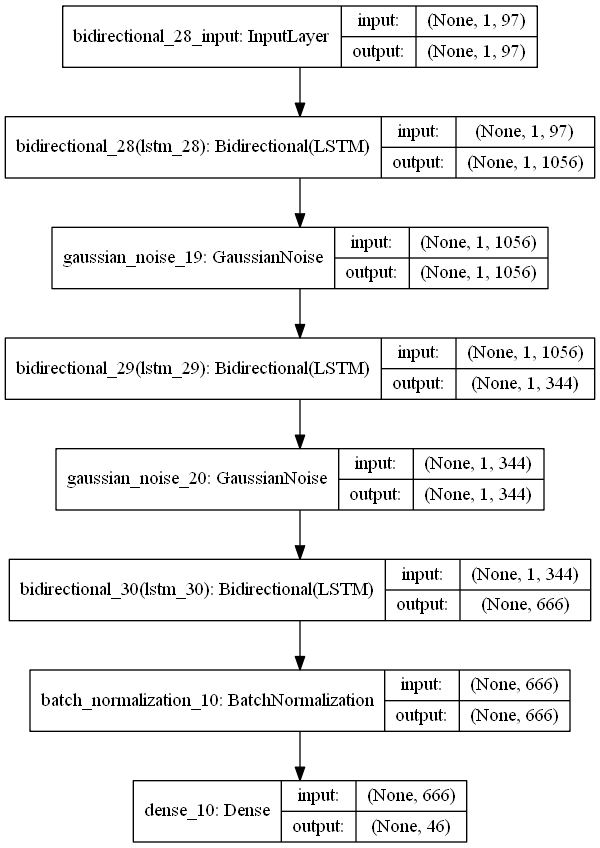 bidirectional_28_input: InputLayer
input: (None, 1, 97)
output: (None, 1, 97)
bidirectional_28(lstm_28): Bidirectional(LSTM)
input: (None, 1, 97)
output: (None, 1, 1056)
gaussian_noise_19: GaussianNoise
input: (None, 1, 1056)
output: (None, 1, 1056)
bidirectional_29(lstm_29): Bidirectional(LSTM)
input: (None, 1, 1056)
output: (None, 1, 344)
gaussian_noise_20: GaussianNoise
input: (None, 1, 344)
output: (None, 1, 344)
bidirectional_30(lstm_30): Bidirectional(LSTM)
input: (None, 1, 344)
output: (None, 666)
batch_normalization_10: BatchNormalization
input: (None, 666)
output: (None, 666)
dense_10: Dense
input: (None, 666)
output: (None, 46)